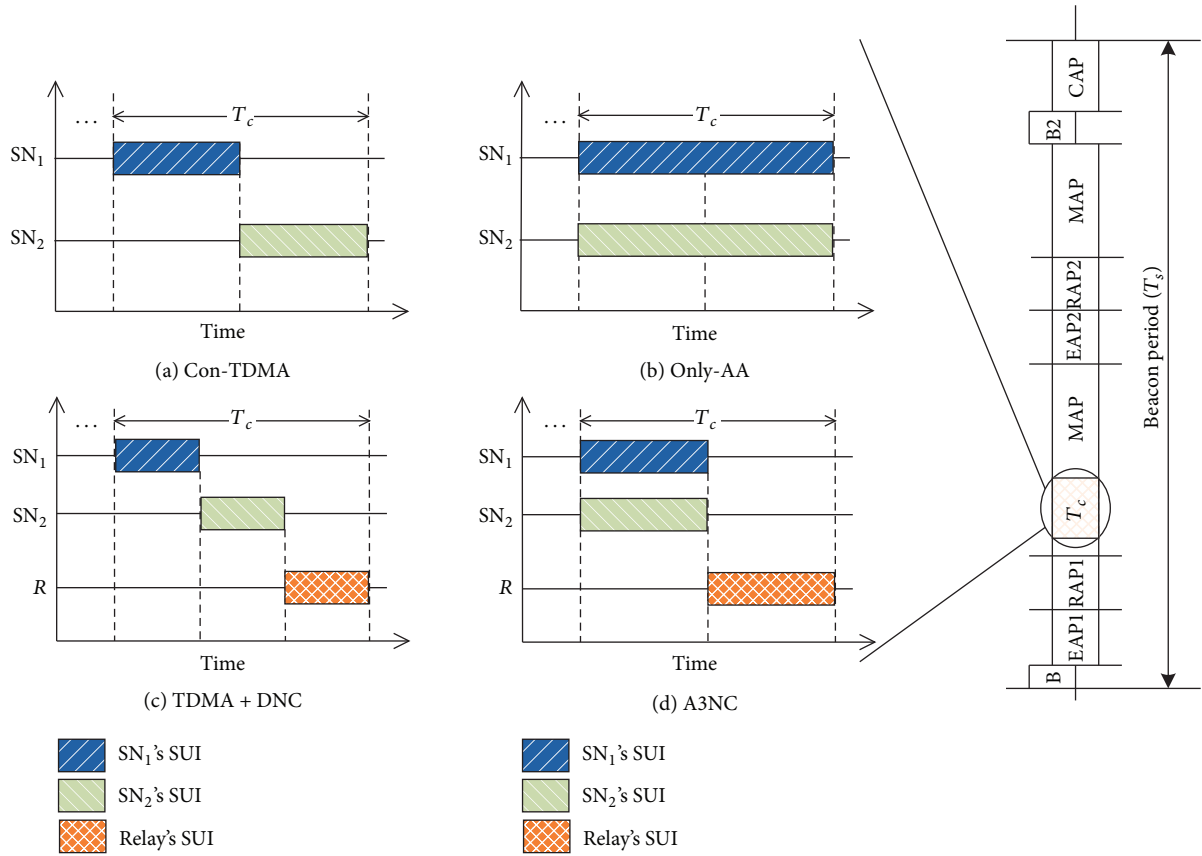 ...
T_c
SN_1
SN_2
Time
(a) Con-TDMA
...
T_c
SN_1
SN_2
Time
(b) Only-AA
...
T_c
SN_1
SN_2
R
Time
(c) TDMA + DNC
...
T_c
SN_1
SN_2
R
Time
(d) A3NC
SN_1's SUI
SN_2's SUI
Relay's SUI
SN_1's SUI
SN_2's SUI
Relay's SUI
CAP
B2
MAP
RAP2
EAP2
MAP
T_c
RAP1
EAP1
B
Beacon period (T_s)